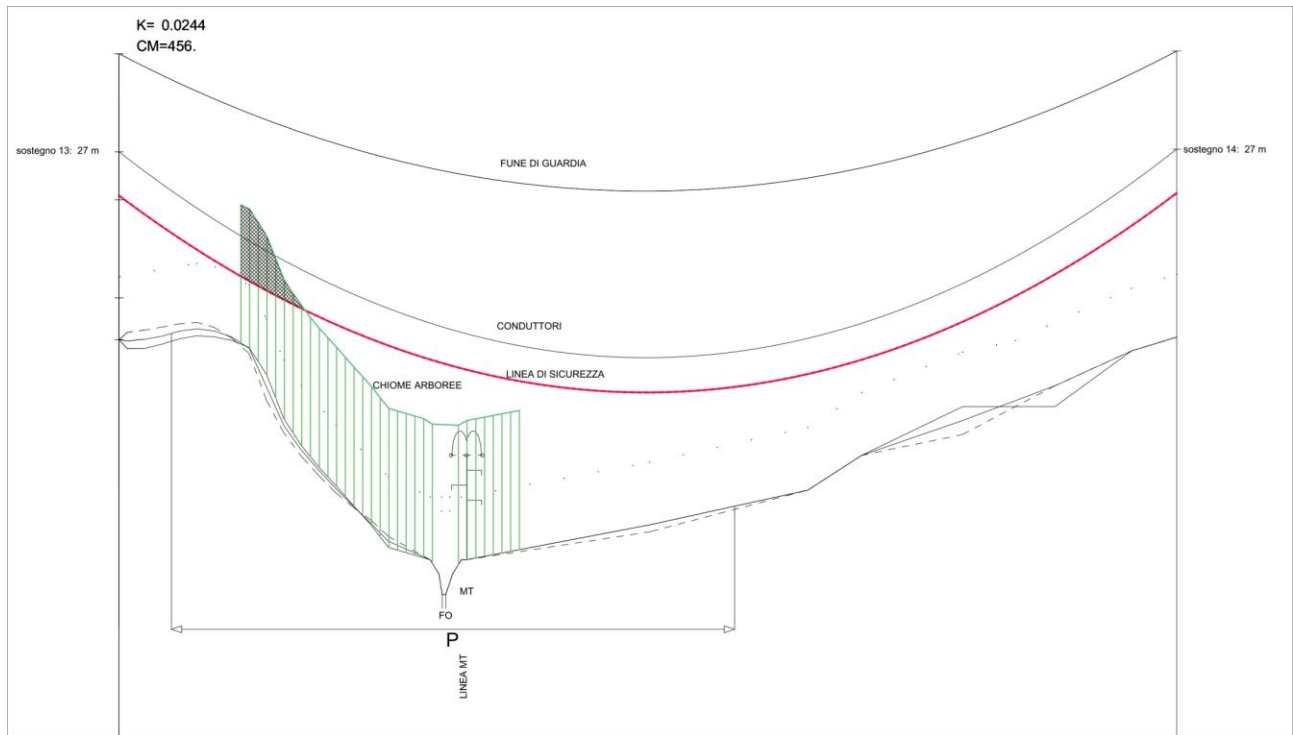 K= 0.0244
CM=456.
sostegno 13: 27 m
sostegno 14: 27 m
FUNE DI GUARDIA
CONDUTTORI
LINEA DI SICUREZZA
CHIOME ARBOREE
MT
FO
P
LINEA MT